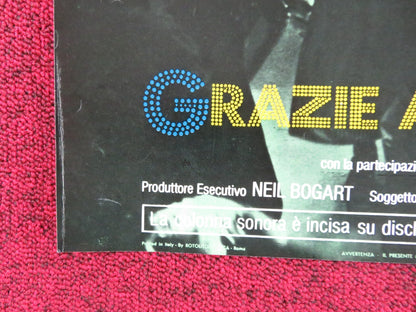 GRAZIE A
con la partecipazi
Produttore Esecutivo NEIL BOGART Soggetto
La colonna sonora è incisa su disch
Printed in Italy - By - Roma
AVVERTENZA - IL PRESENTE